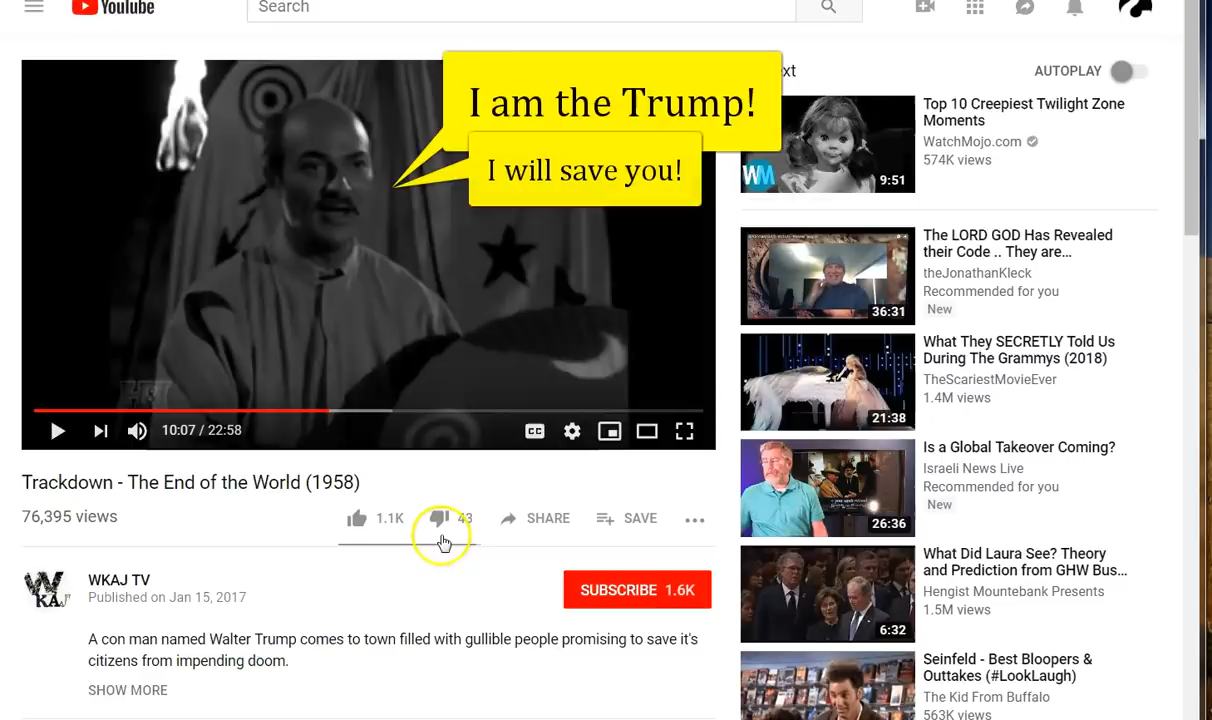 YouTube
Search
I am the Trump!
I will save you!
10:07 / 22:58
CC
Trackdown - The End of the World (1958)
76,395 views
1.1K
43
SHARE
SAVE
WKAJ TV
Published on Jan 15, 2017
SUBSCRIBE 1.6K
A con man named Walter Trump comes to town filled with gullible people promising to save it's
citizens from impending doom.
SHOW MORE
ext
AUTOPLAY
WM
9:51
Top 10 Creepiest Twilight Zone
Moments
WatchMojo.com
574K views
36:31
The LORD GOD Has Revealed
their Code .. They are...
theJonathanKleck
Recommended for you
New
21:38
What They SECRETLY Told Us
During The Grammys (2018)
TheScariestMovieEver
1.4M views
26:36
Is a Global Takeover Coming?
Israeli News Live
Recommended for you
New
6:32
What Did Laura See? Theory
and Prediction from GHW Bus...
Hengist Mountebank Presents
1.5M views
Seinfeld - Best Bloopers &
Outtakes (#LookLaugh)
The Kid From Buffalo
563K views